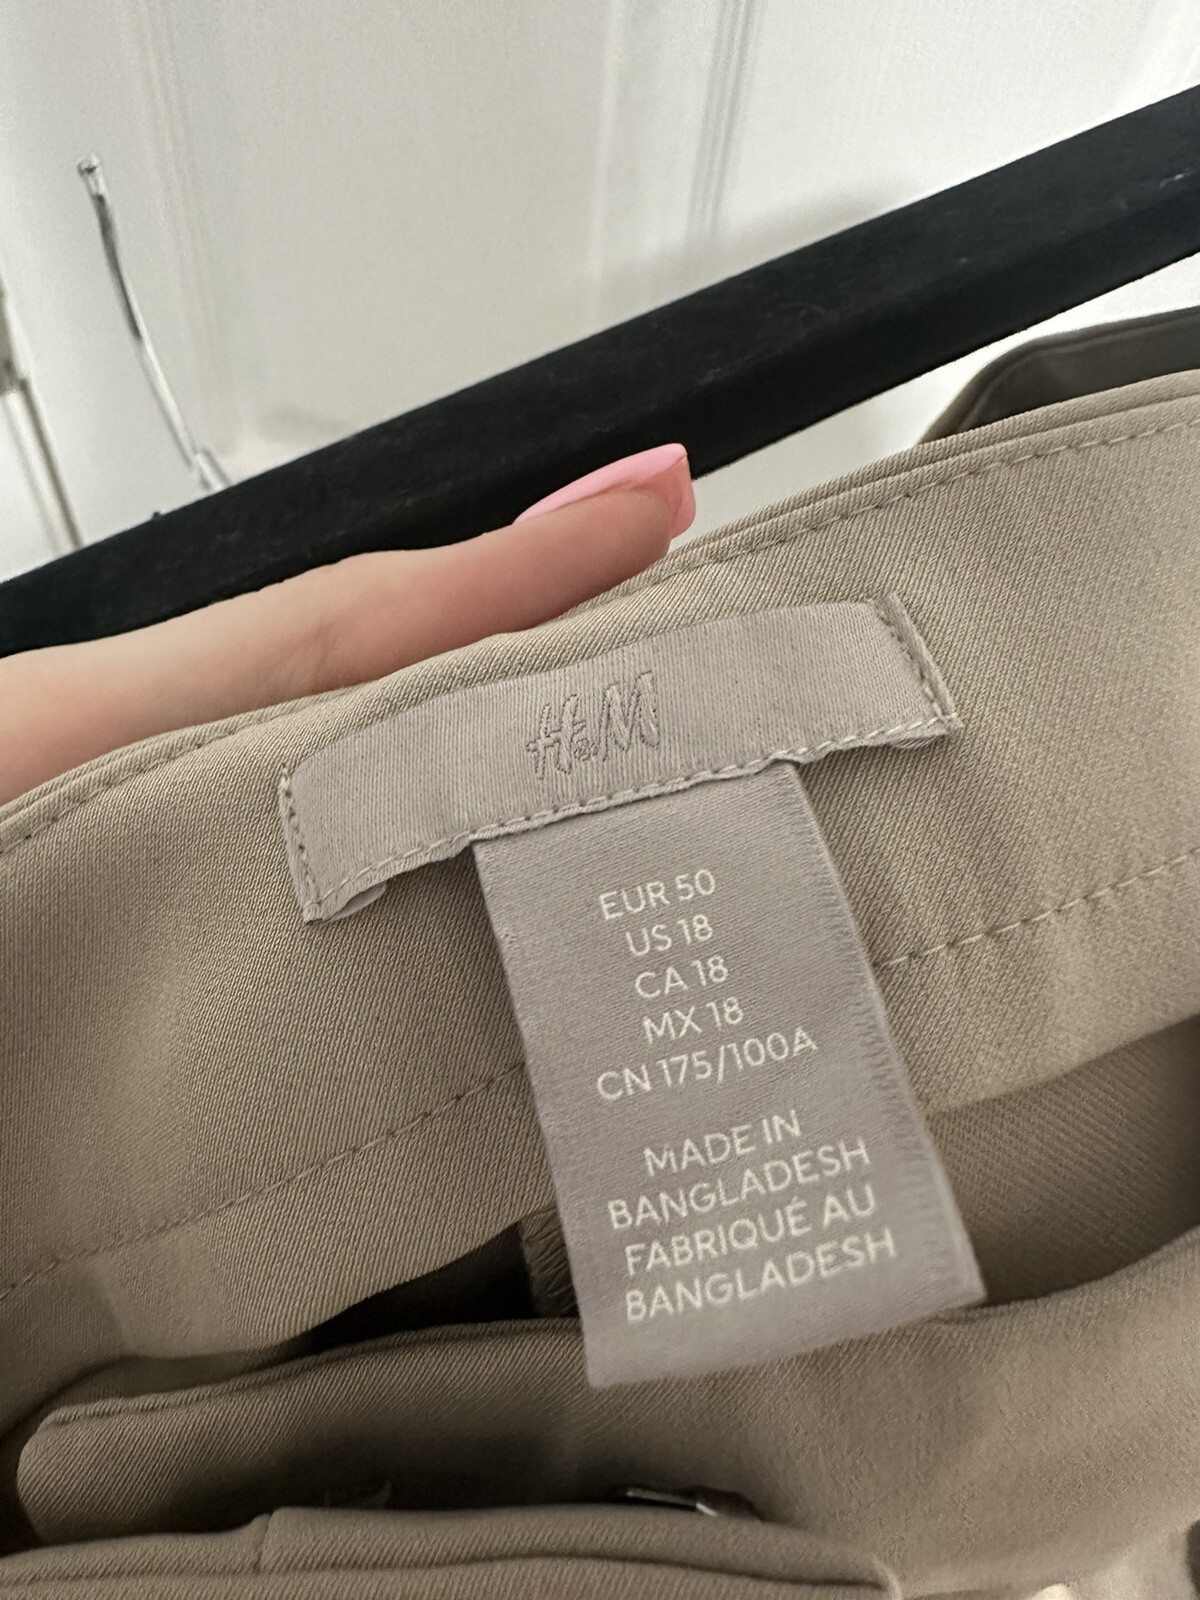 H&M
EUR 50
US 18
CA 18
MX 18
CN 175/100A
MADE IN
BANGLADESH
FABRIQUÉ AU
BANGLADESH